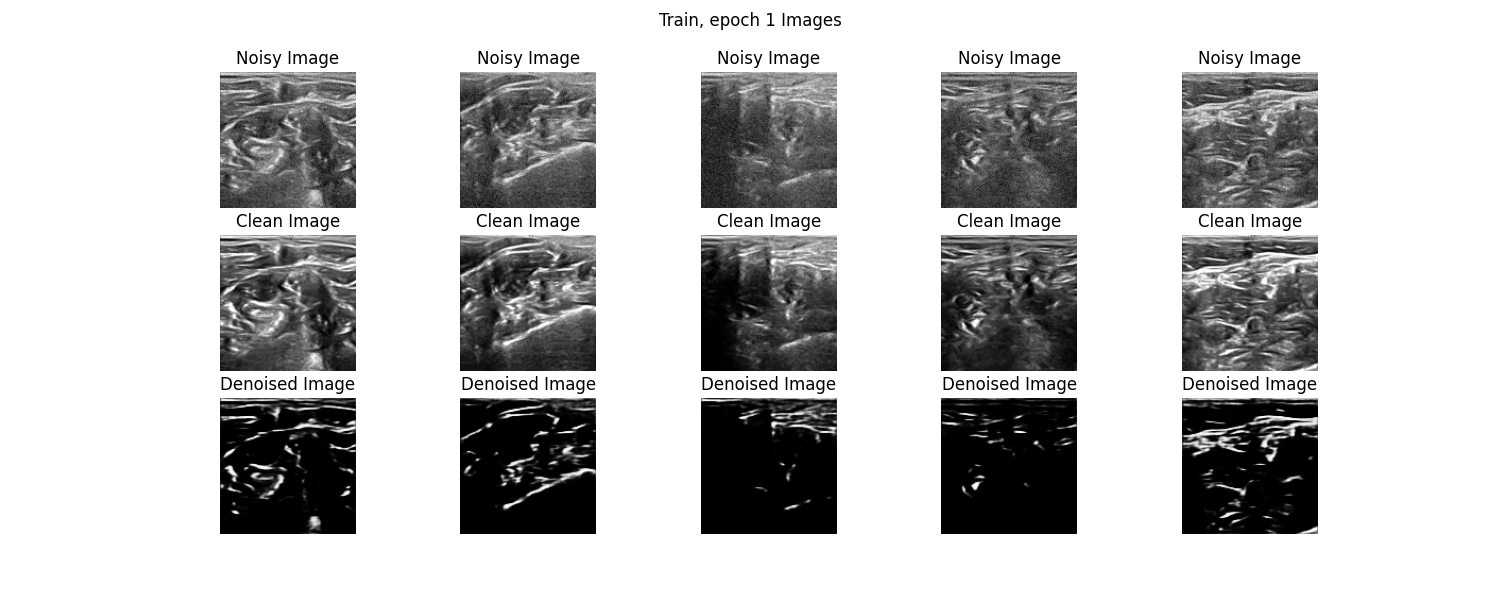 Train, epoch 1 Images
Noisy Image Noisy Image Noisy Image Noisy Image Noisy Image
Clean Image Clean Image Clean Image Clean Image Clean Image
Denoised Image Denoised Image Denoised Image Denoised Image Denoised Image